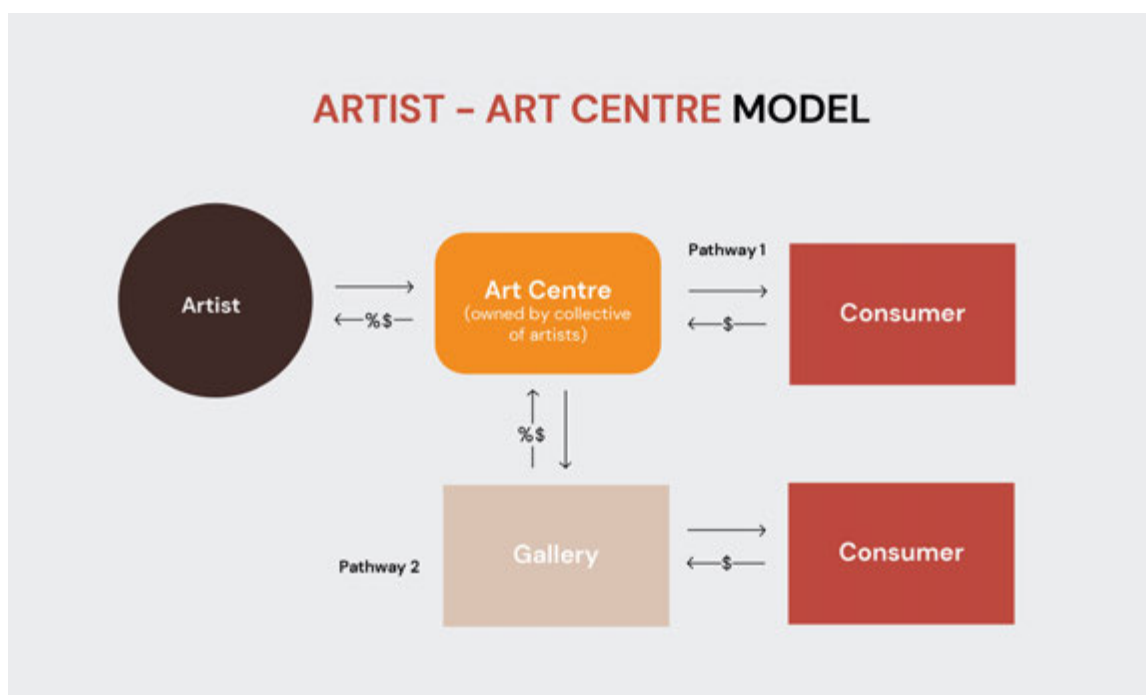 ARTIST - ART CENTRE MODEL
Artist
%$
Art Centre
(owned by collective
of artists)
Pathway 1
$
Consumer
%$
Pathway 2
Gallery
$
Consumer